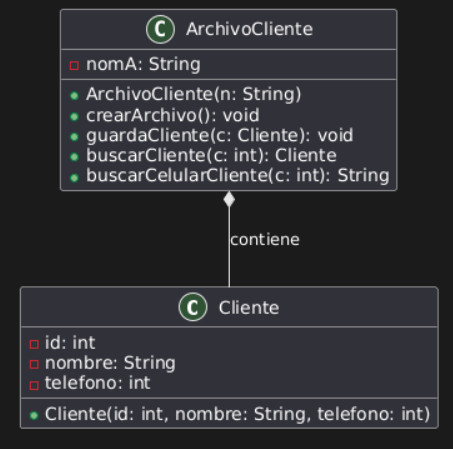 C ArchivoCliente
nomA: String
ArchivoCliente(n: String)
crearArchivo(): void
guardaCliente(c: Cliente): void
buscarCliente(c: int): Cliente
buscarCelularCliente(c: int): String
contiene
C Cliente
id: int
nombre: String
telefono: int
Cliente(id: int, nombre: String, telefono: int)